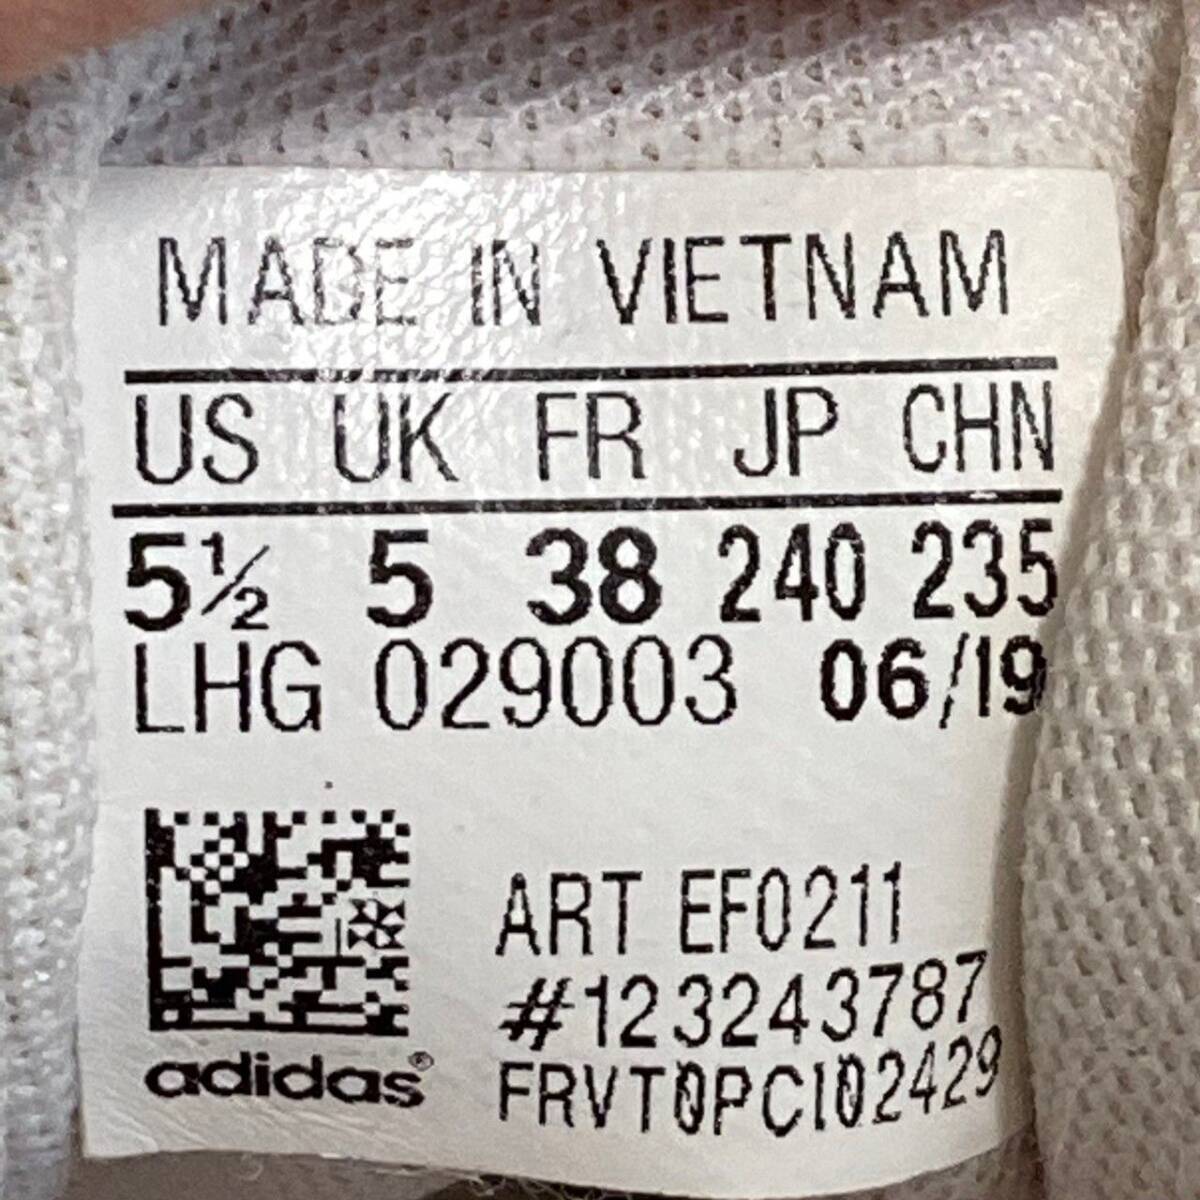 MADE IN VIETNAM
US UK FR JP CHN
5½ 5 38 240 235
LHG 029003 06/19
ART EF0211
#123243787
FRVT0PCI02429
adidas®